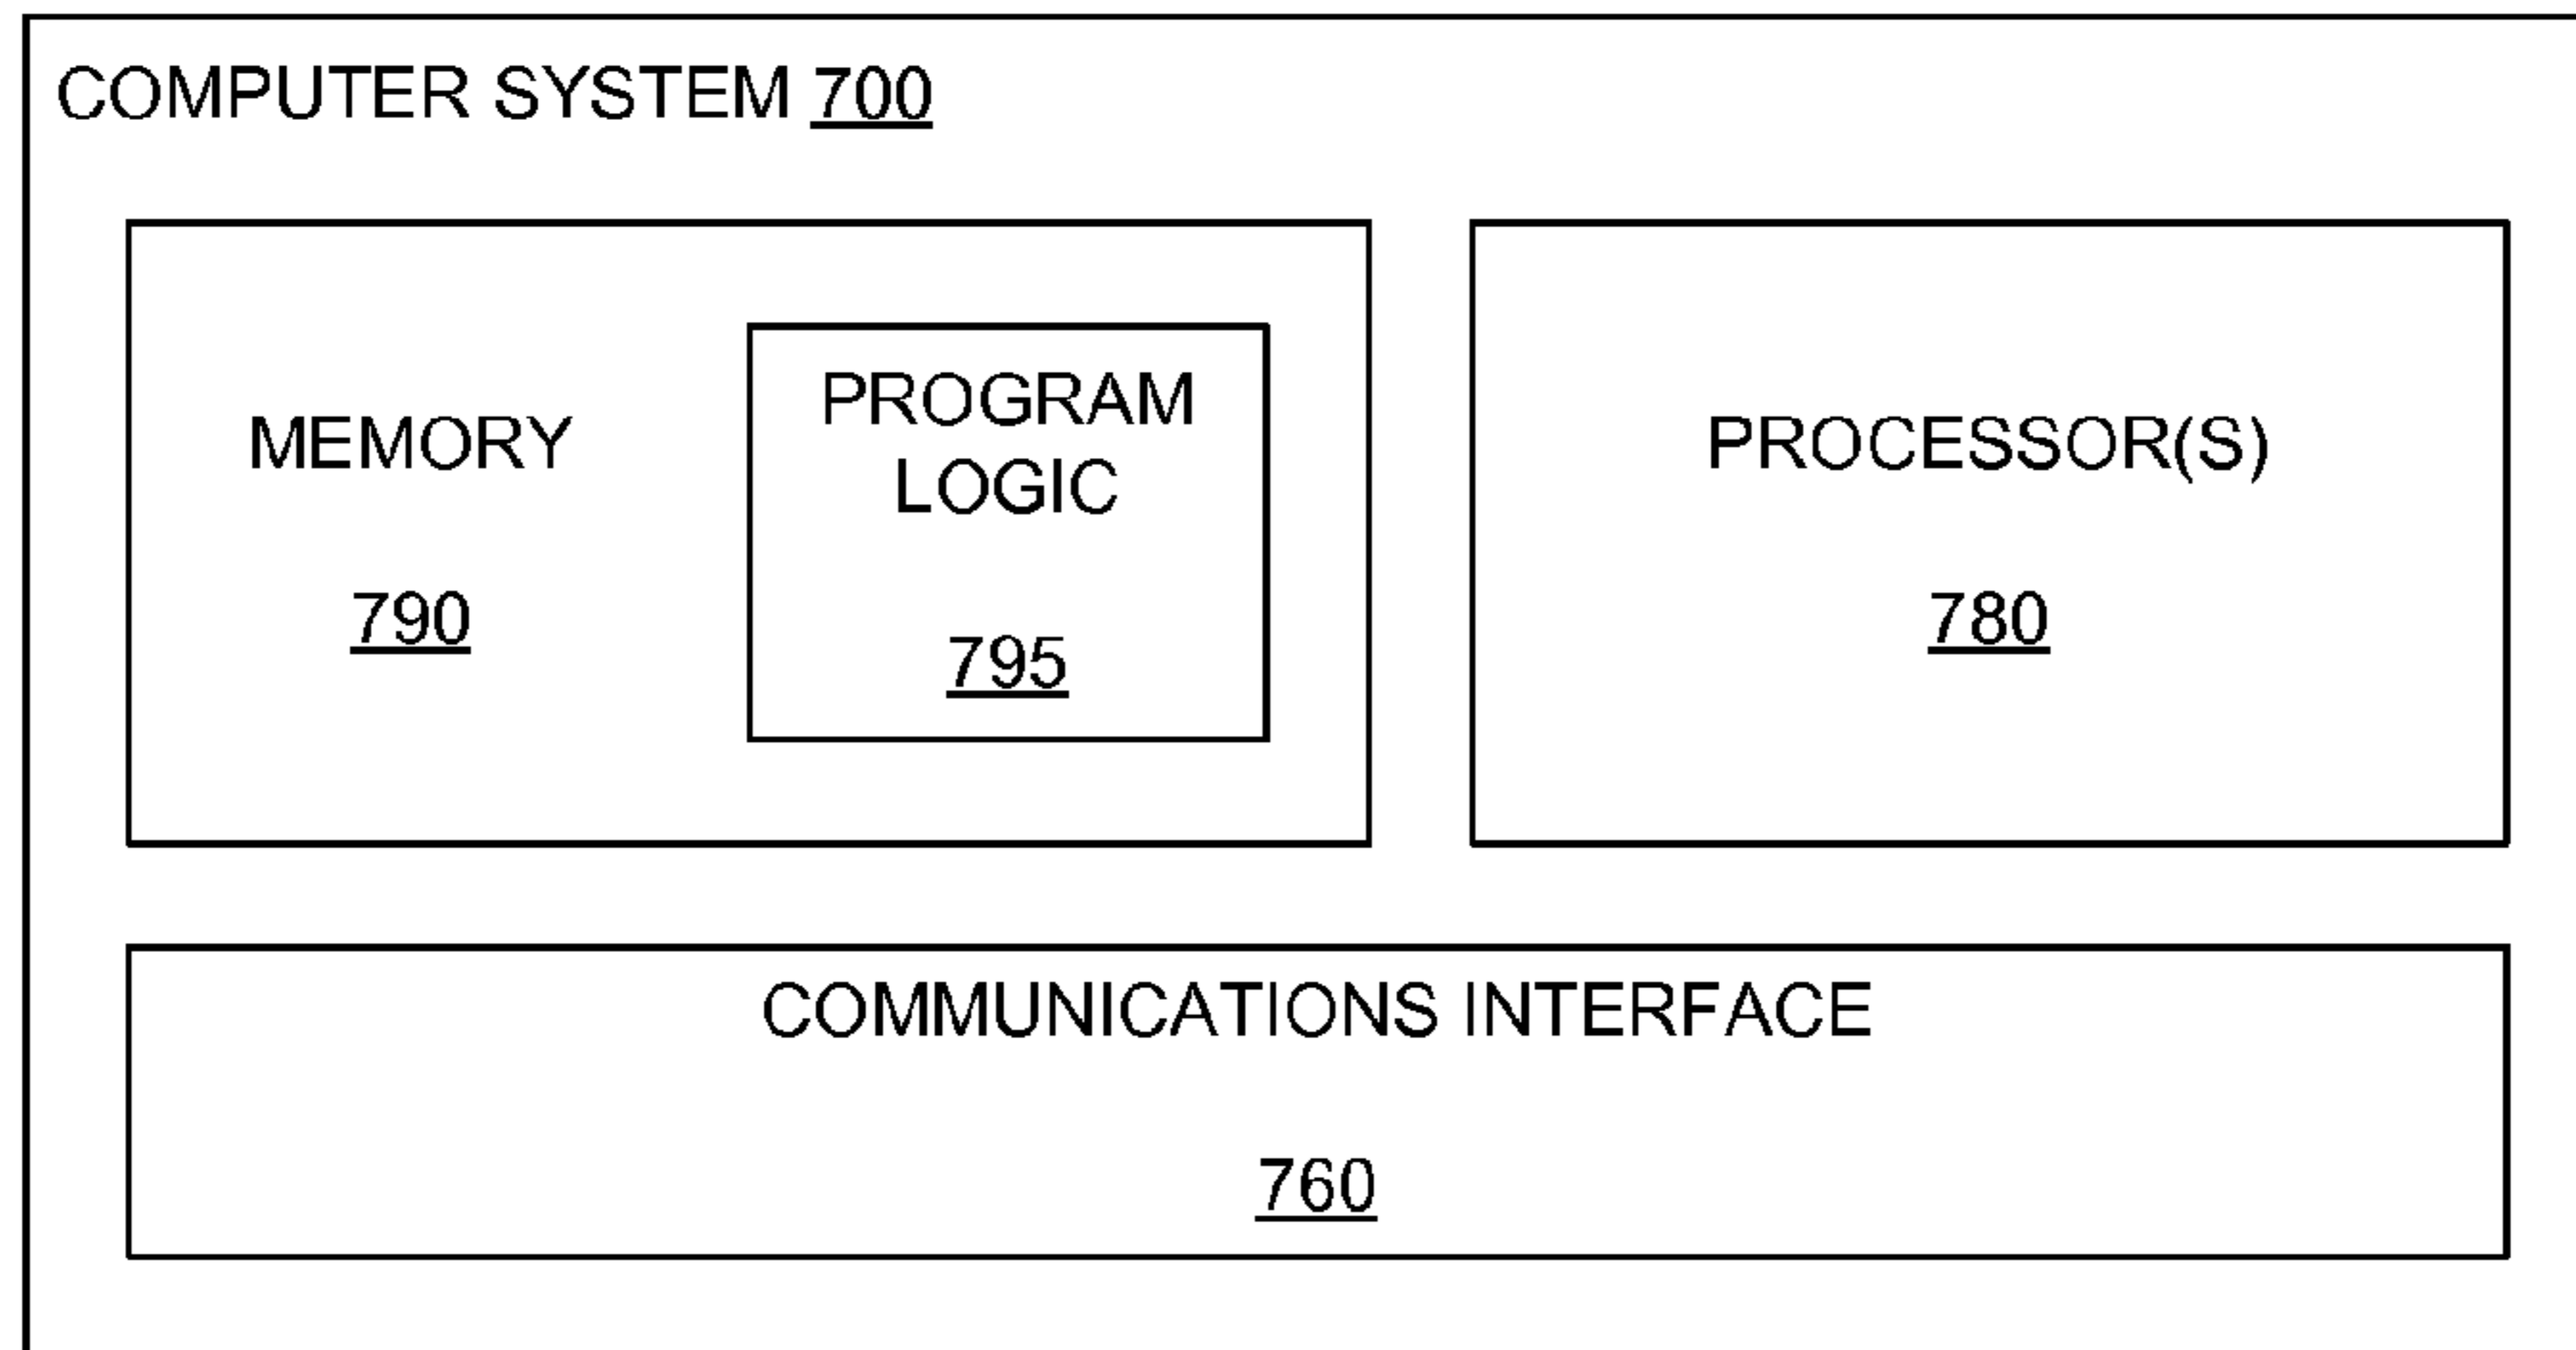 COMPUTER SYSTEM 700
MEMORY
790
PROGRAM
LOGIC
795
PROCESSOR(S)
780
COMMUNICATIONS INTERFACE
760